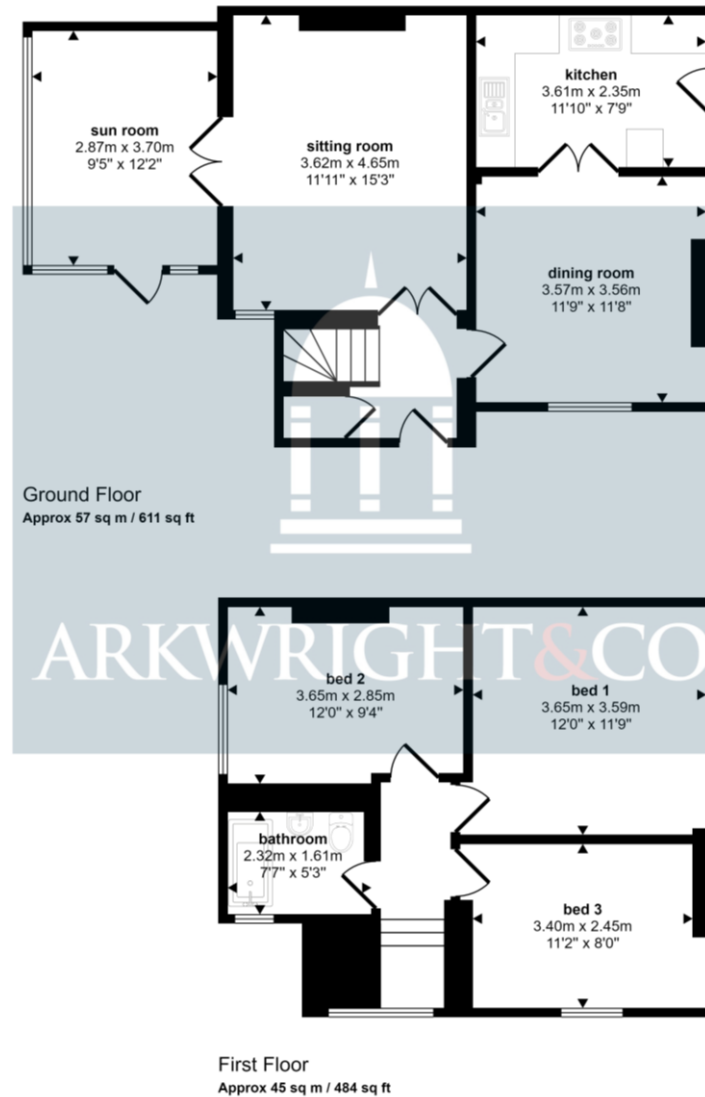 kitchen
3.61m x 2.35m
11'10" x 7'9"
sun room
2.87m x 3.70m
9'5" x 12'2"
sitting room
3.62m x 4.65m
11'11" x 15'3"
dining room
3.57m x 3.56m
11'9" x 11'8"
Ground Floor
Approx 57 sq m / 611 sq ft
ARKWRIGHT&CO
bed 2
3.65m x 2.85m
12'0" x 9'4"
bed 1
3.65m x 3.59m
12'0" x 11'9"
bathroom
2.32m x 1.61m
7'7" x 5'3"
bed 3
3.40m x 2.45m
11'2" x 8'0"
First Floor
Approx 45 sq m / 484 sq ft